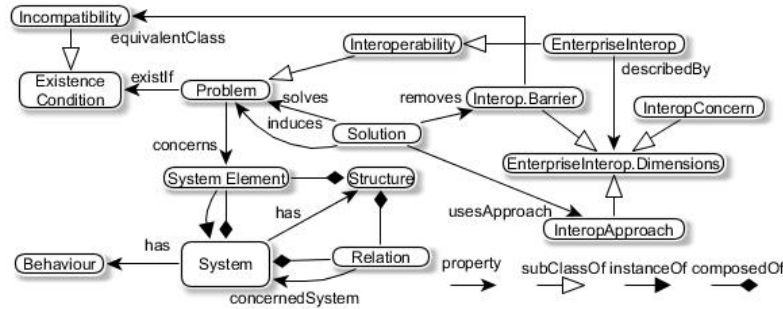 Incompatibility
equivalentClass
Interoperability
EnterpriseInterop
describedBy
Existence
Condition
existIf
Problem
solves
removes
Interop.Barrier
InteropConcern
induces
Solution
concerns
System Element
Structure
EnterpriseInterop.Dimensions
has
usesApproach
InteropApproach
Behaviour
has
System
Relation
concernedSystem
property
subClassOf
instanceOf
composedOf